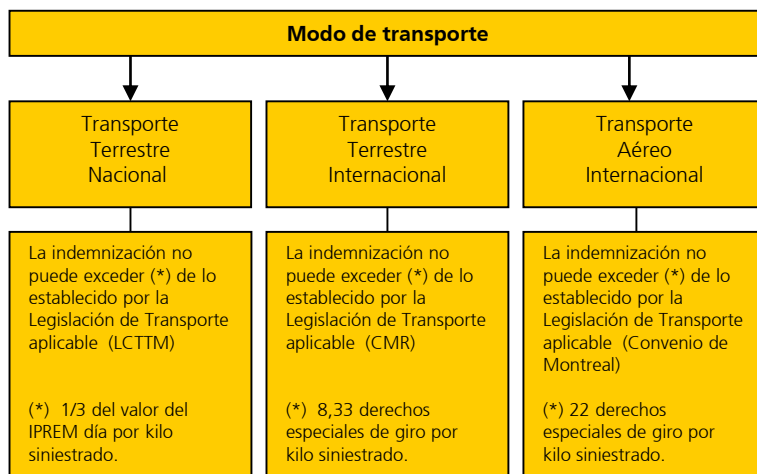 Modo de transporte
Transporte
Terrestre
Nacional
Transporte
Terrestre
Internacional
Transporte
Aéreo
Internacional
La indemnización no
puede exceder (*) de lo
establecido por la
Legislación de Transporte
aplicable (LCTTM)
(*) 1/3 del valor del
IPREM día por kilo
siniestrado.
La indemnización no
puede exceder (*) de lo
establecido por la
Legislación de Transporte
aplicable (CMR)
(*) 8,33 derechos
especiales de giro por
kilo siniestrado.
La indemnización no
puede exceder (*) de lo
establecido por la
Legislación de Transporte
aplicable (Convenio de
Montreal)
(*) 22 derechos
especiales de giro por
kilo siniestrado.